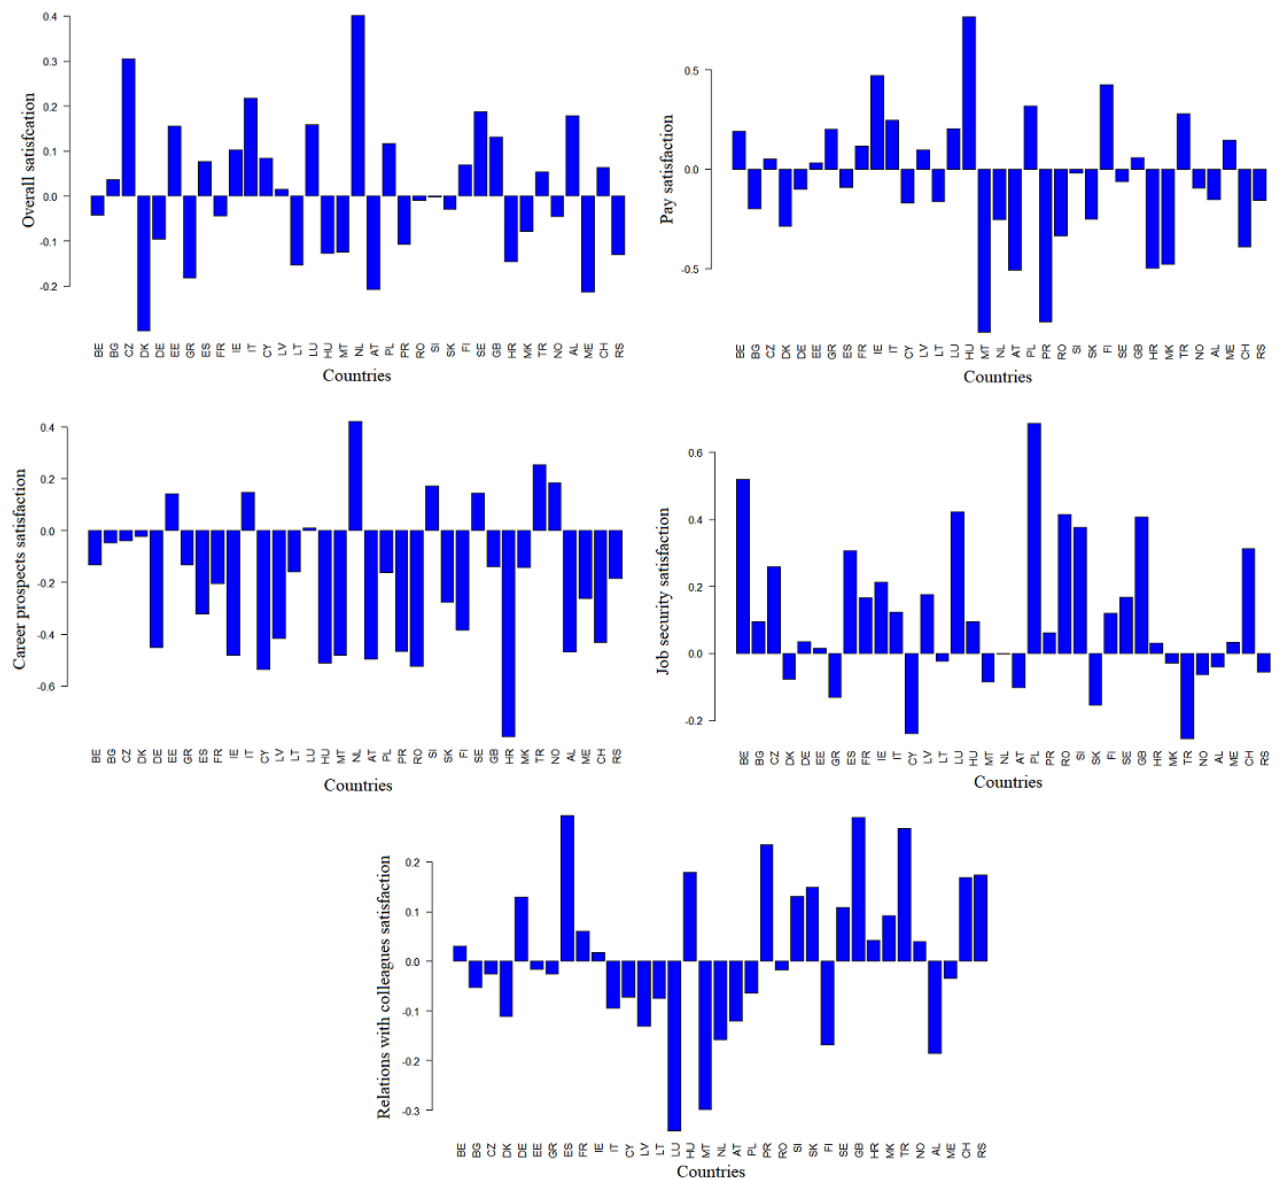 Overall satisfcation
0.4
0.3
0.2
0.1
0.0
-0.1
-0.2
BE BG CZ DK DE EE GR ES FR IE IT CY LV LT LU HU MT NL AT PL PR RO SI SK FI SE GB HR MK TR NO AL ME CH RS
Countries
Pay satisfaction
0.5
0.0
-0.5
BE BG CZ DK DE EE GR ES FR IE IT CY LV LT LU HU MT NL AT PL PR RO SI SK FI SE GB HR MK TR NO AL ME CH RS
Countries
Career prospects satisfaction
0.4
0.2
0.0
-0.2
-0.4
-0.6
BE BG CZ DK DE EE GR ES FR IE IT CY LV LT LU HU MT NL AT PL PR RO SI SK FI SE GB HR MK TR NO AL ME CH RS
Countries
Job security satisfaction
0.6
0.4
0.2
0.0
-0.2
BE BG CZ DK DE EE GR ES FR IE IT CY LV LT LU HU MT NL AT PL PR RO SI SK FI SE GB HR MK TR NO AL ME CH RS
Countries
Relations with colleagues satisfaction
0.2
0.1
0.0
-0.1
-0.2
-0.3
BE BG CZ DK DE EE GR ES FR IE IT CY LV LT LU HU MT NL AT PL PR RO SI SK FI SE GB HR MK TR NO AL ME CH RS
Countries